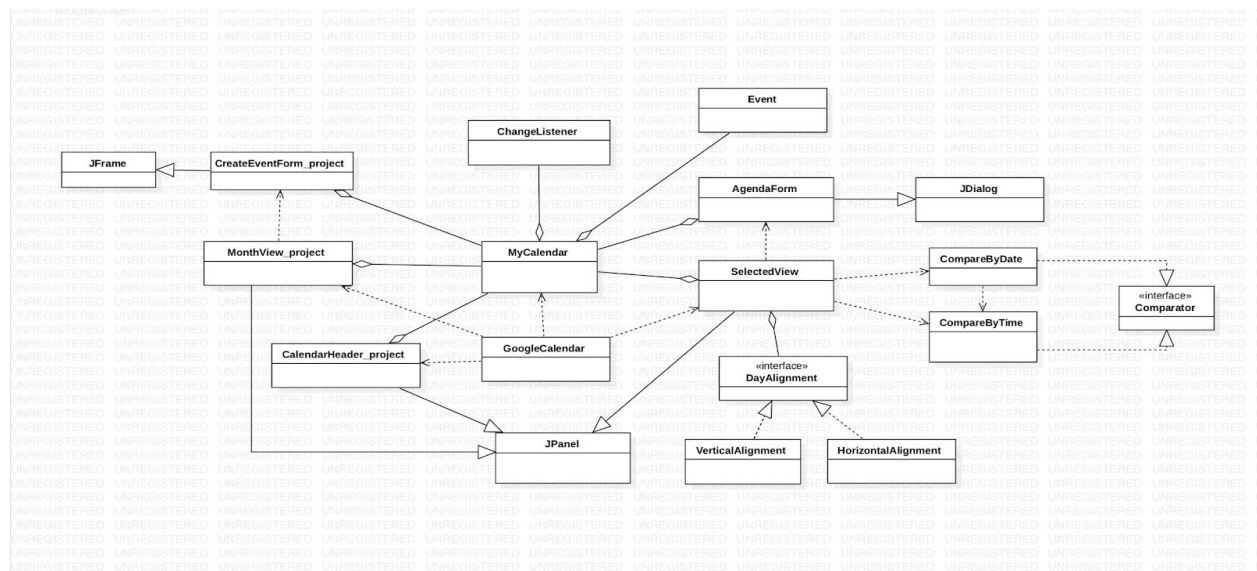 Event
ChangeListener
JFrame
CreateEventForm_project
AgendaForm
JDialog
MonthView_project
MyCalendar
SelectedView
CompareByDate
«interface»
Comparator
CompareByTime
CalendarHeader_project
GoogleCalendar
«interface»
DayAlignment
JPanel
VerticalAlignment
HorizontalAlignment
UNREGISTERED